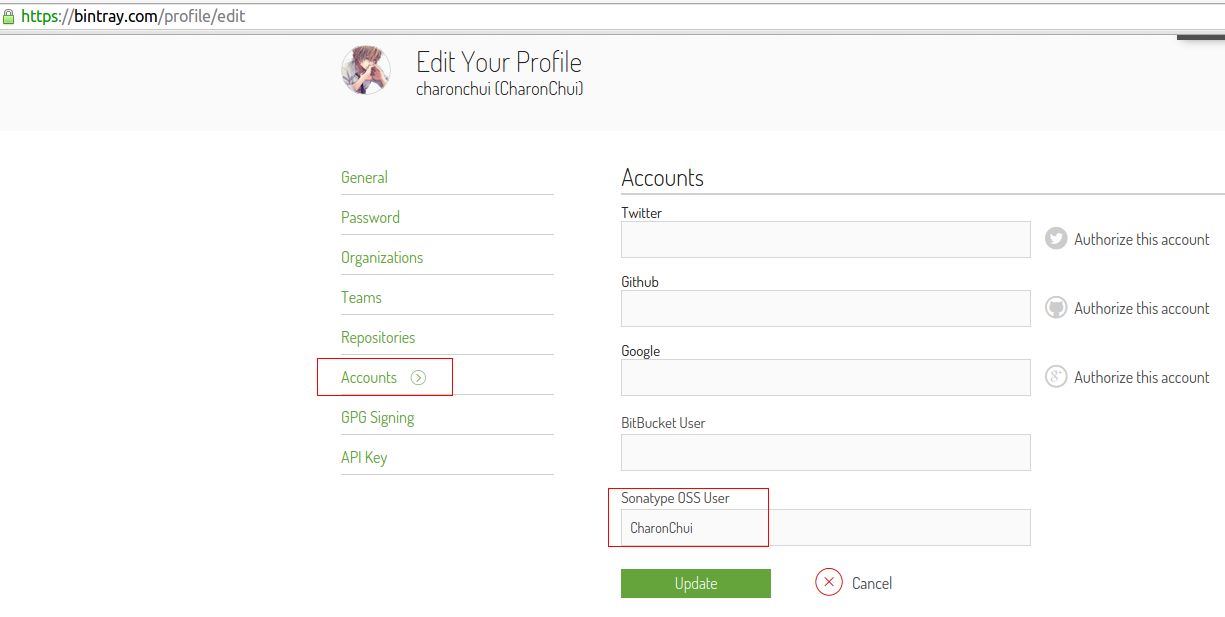 https://bintray.com/profile/edit
Edit Your Profile
charonchui (CharonChui)
General
Password
Organizations
Teams
Repositories
Accounts
GPG Signing
API Key
Accounts
Twitter
Authorize this account
Github
Authorize this account
Google
Authorize this account
BitBucket User
Sonatype OSS User
CharonChui
Update
Cancel